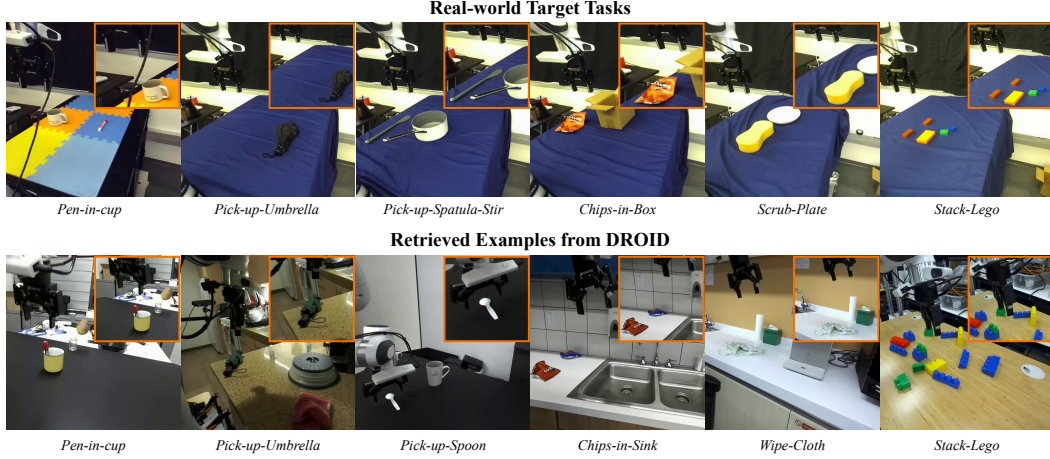 Real-world Target Tasks
Pen-in-cup
Pick-up-Umbrella
Pick-up-Spatula-Stir
Chips-in-Box
Scrub-Plate
Stack-Lego
Retrieved Examples from DROID
Pen-in-cup
Pick-up-Umbrella
Pick-up-Spoon
Chips-in-Sink
Wipe-Cloth
Stack-Lego